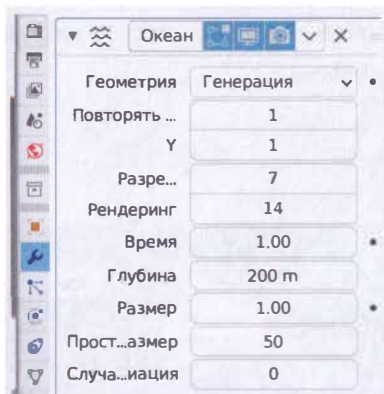 Океан
Геометрия Генерация
Повторять ... 1
Y 1
Разре... 7
Рендеринг 14
Время 1.00
Глубина 200 m
Размер 1.00
Прост...азмер 50
Случа...иация 0